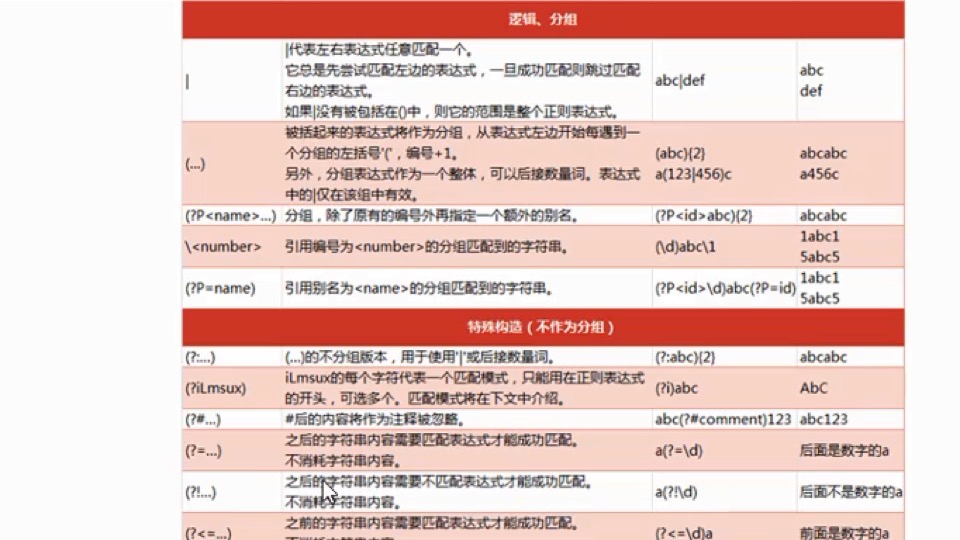 逻辑、分组
|
|代表左右表达式任意匹配一个。
它总是先尝试匹配左边的表达式，一旦成功匹配则跳过匹配
右边的表达式。
如果|没有被包括在()中，则它的范围是整个正则表达式。
abc|def
abc
def
(...)
被括起来的表达式将作为分组，从表达式左边开始每遇到一
个分组的左括号'('，编号+1。
另外，分组表达式作为一个整体，可以后接数量词。表达式
中的|仅在该组中有效。
(abc){2}
a(123|456)c
abcabc
a456c
(?P<name>...)
分组，除了原有的编号外再指定一个额外的别名。
(?P<id>abc){2}
abcabc
\<number>
引用编号为<number>的分组匹配到的字符串。
(\d)abc\1
1abc1
5abc5
(?P=name)
引用别名为<name>的分组匹配到的字符串。
(?P<id>\d)abc(?P=id)
1abc1
5abc5
特殊构造（不作为分组）
(?:...)
(...)的不分组版本，用于使用'|'或后接数量词。
(?:abc){2}
abcabc
(?iLmsux)
iLmsux的每个字符代表一个匹配模式，只能用在正则表达式
的开头，可选多个。匹配模式将在下文中介绍。
(?i)abc
AbC
(?#...)
#后的内容将作为注释被忽略。
abc(?#comment)123
abc123
(?=...)
之后的字符串内容需要匹配表达式才能成功匹配。
不消耗字符串内容。
a(?=\d)
后面是数字的a
(?!...)
之后的字符串内容需要不匹配表达式才能成功匹配。
不消耗字符串内容。
a(?!\d)
后面不是数字的a
(?<=...)
之前的字符串内容需要匹配表达式才能成功匹配。
(?<=\d)a
前面是数字的a